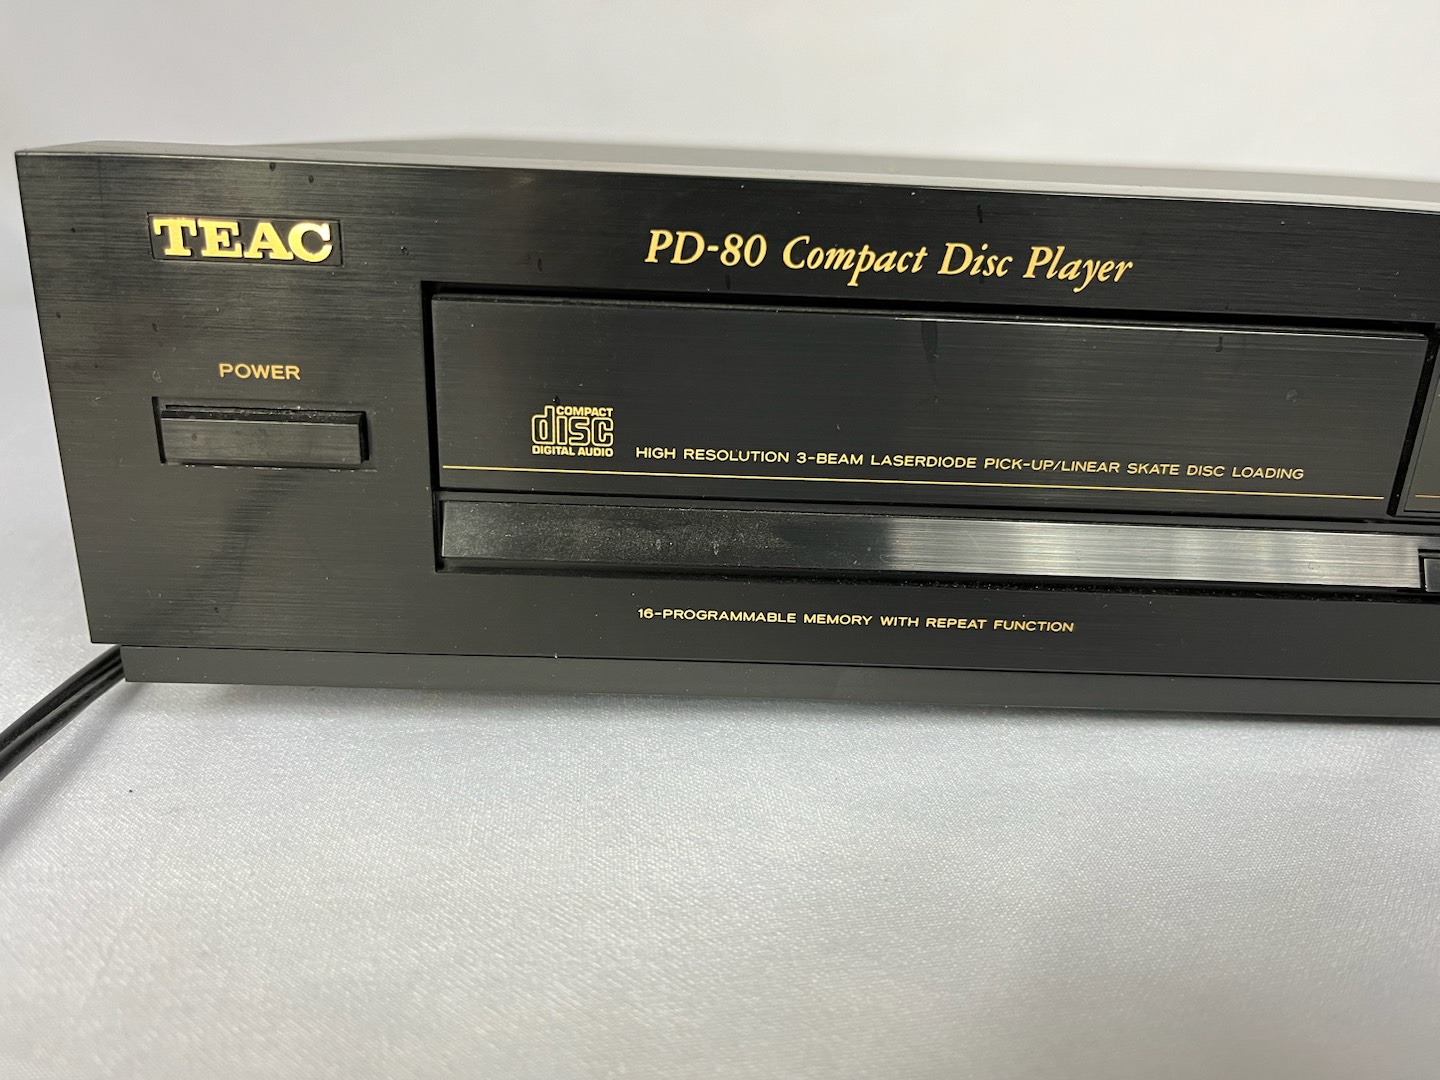 TEAC
PD-80 Compact Disc Player
POWER
COMPACT
disc
DIGITAL AUDIO
HIGH RESOLUTION 3-BEAM LASERDIODE PICK-UP/LINEAR SKATE DISC LOADING
16-PROGRAMMABLE MEMORY WITH REPEAT FUNCTION